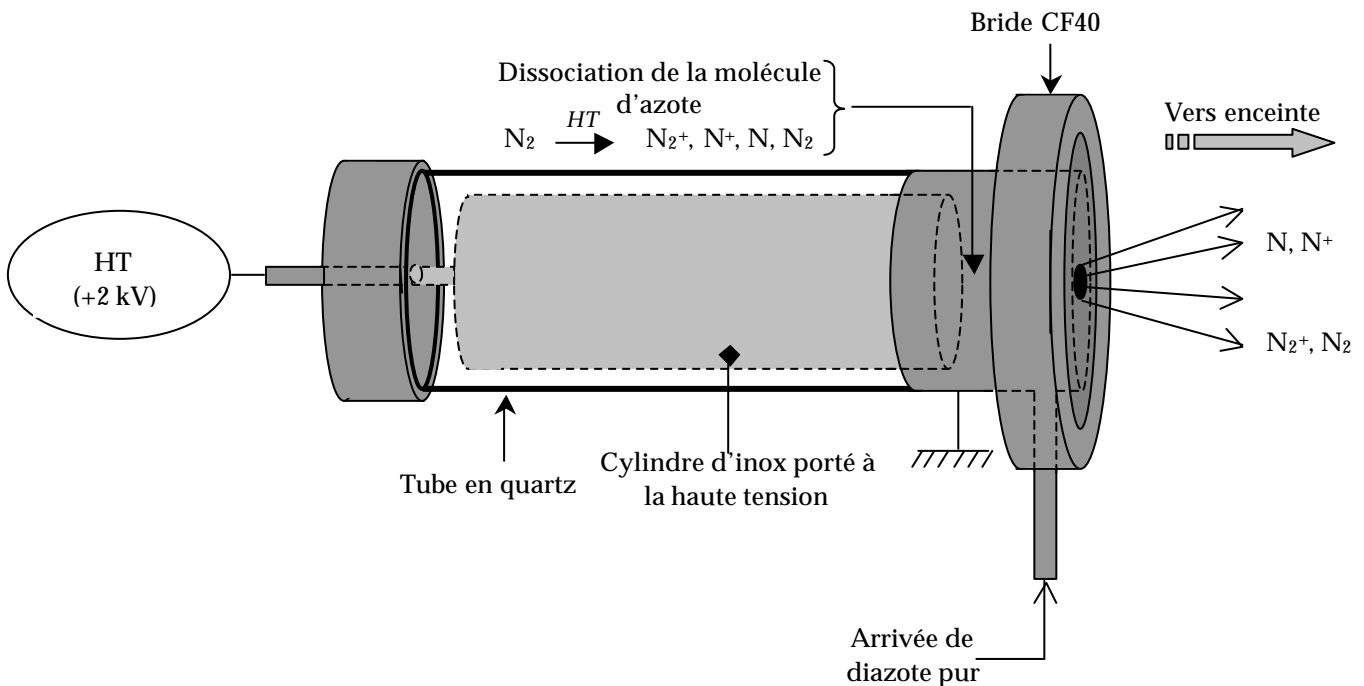 Bride CF40
Dissociation de la molécule
d'azote
HT
N₂ → N₂⁺, N⁺, N, N₂
Vers enceinte
HT
(+2 kV)
N, N⁺
N₂⁺, N₂
Tube en quartz
Cylindre d'inox porté à
la haute tension
Arrivée de
diazote pur